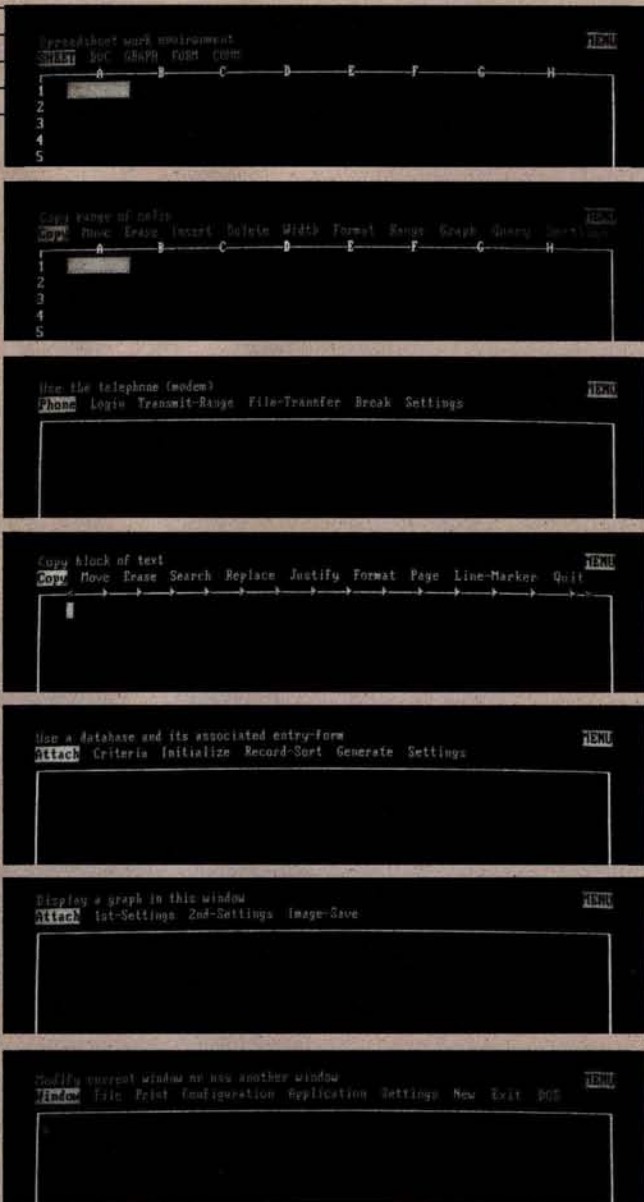 Spreadsheet work environment MENU
SHEET DOC GRAPH FORM COMM
A B C D E F G H
1
2
3
4
5
Copy range of cells MENU
Copy Move Erase Insert Delete Width Format Range Graph Query Settings
A B C D E F G H
1
2
3
4
5
Use the telephone (modem) MENU
Phone Login Transmit-Range File-Transfer Break Settings
Copy block of text MENU
Copy Move Erase Search Replace Justify Format Page Line-Marker Quit
Use a database and its associated entry-form MENU
Attach Criteria Initialize Record-Sort Generate Settings
Display a graph in this window MENU
Attach 1st-Settings 2nd-Settings Image-Save
Modify current window or use another window MENU
Window File Print Configuration Application Settings New Exit DOS